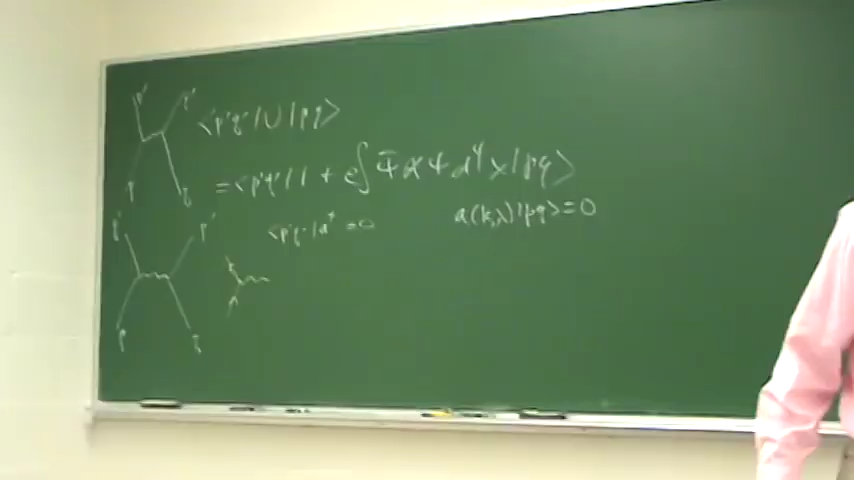 p' q' <p'q'|U|pq>
= <p'q'|1 + e∫ψ̄ α ψ d⁴x|pq>
p q
<p'q'|a† = 0 a(k,λ)|pq> = 0
p' q'
p q